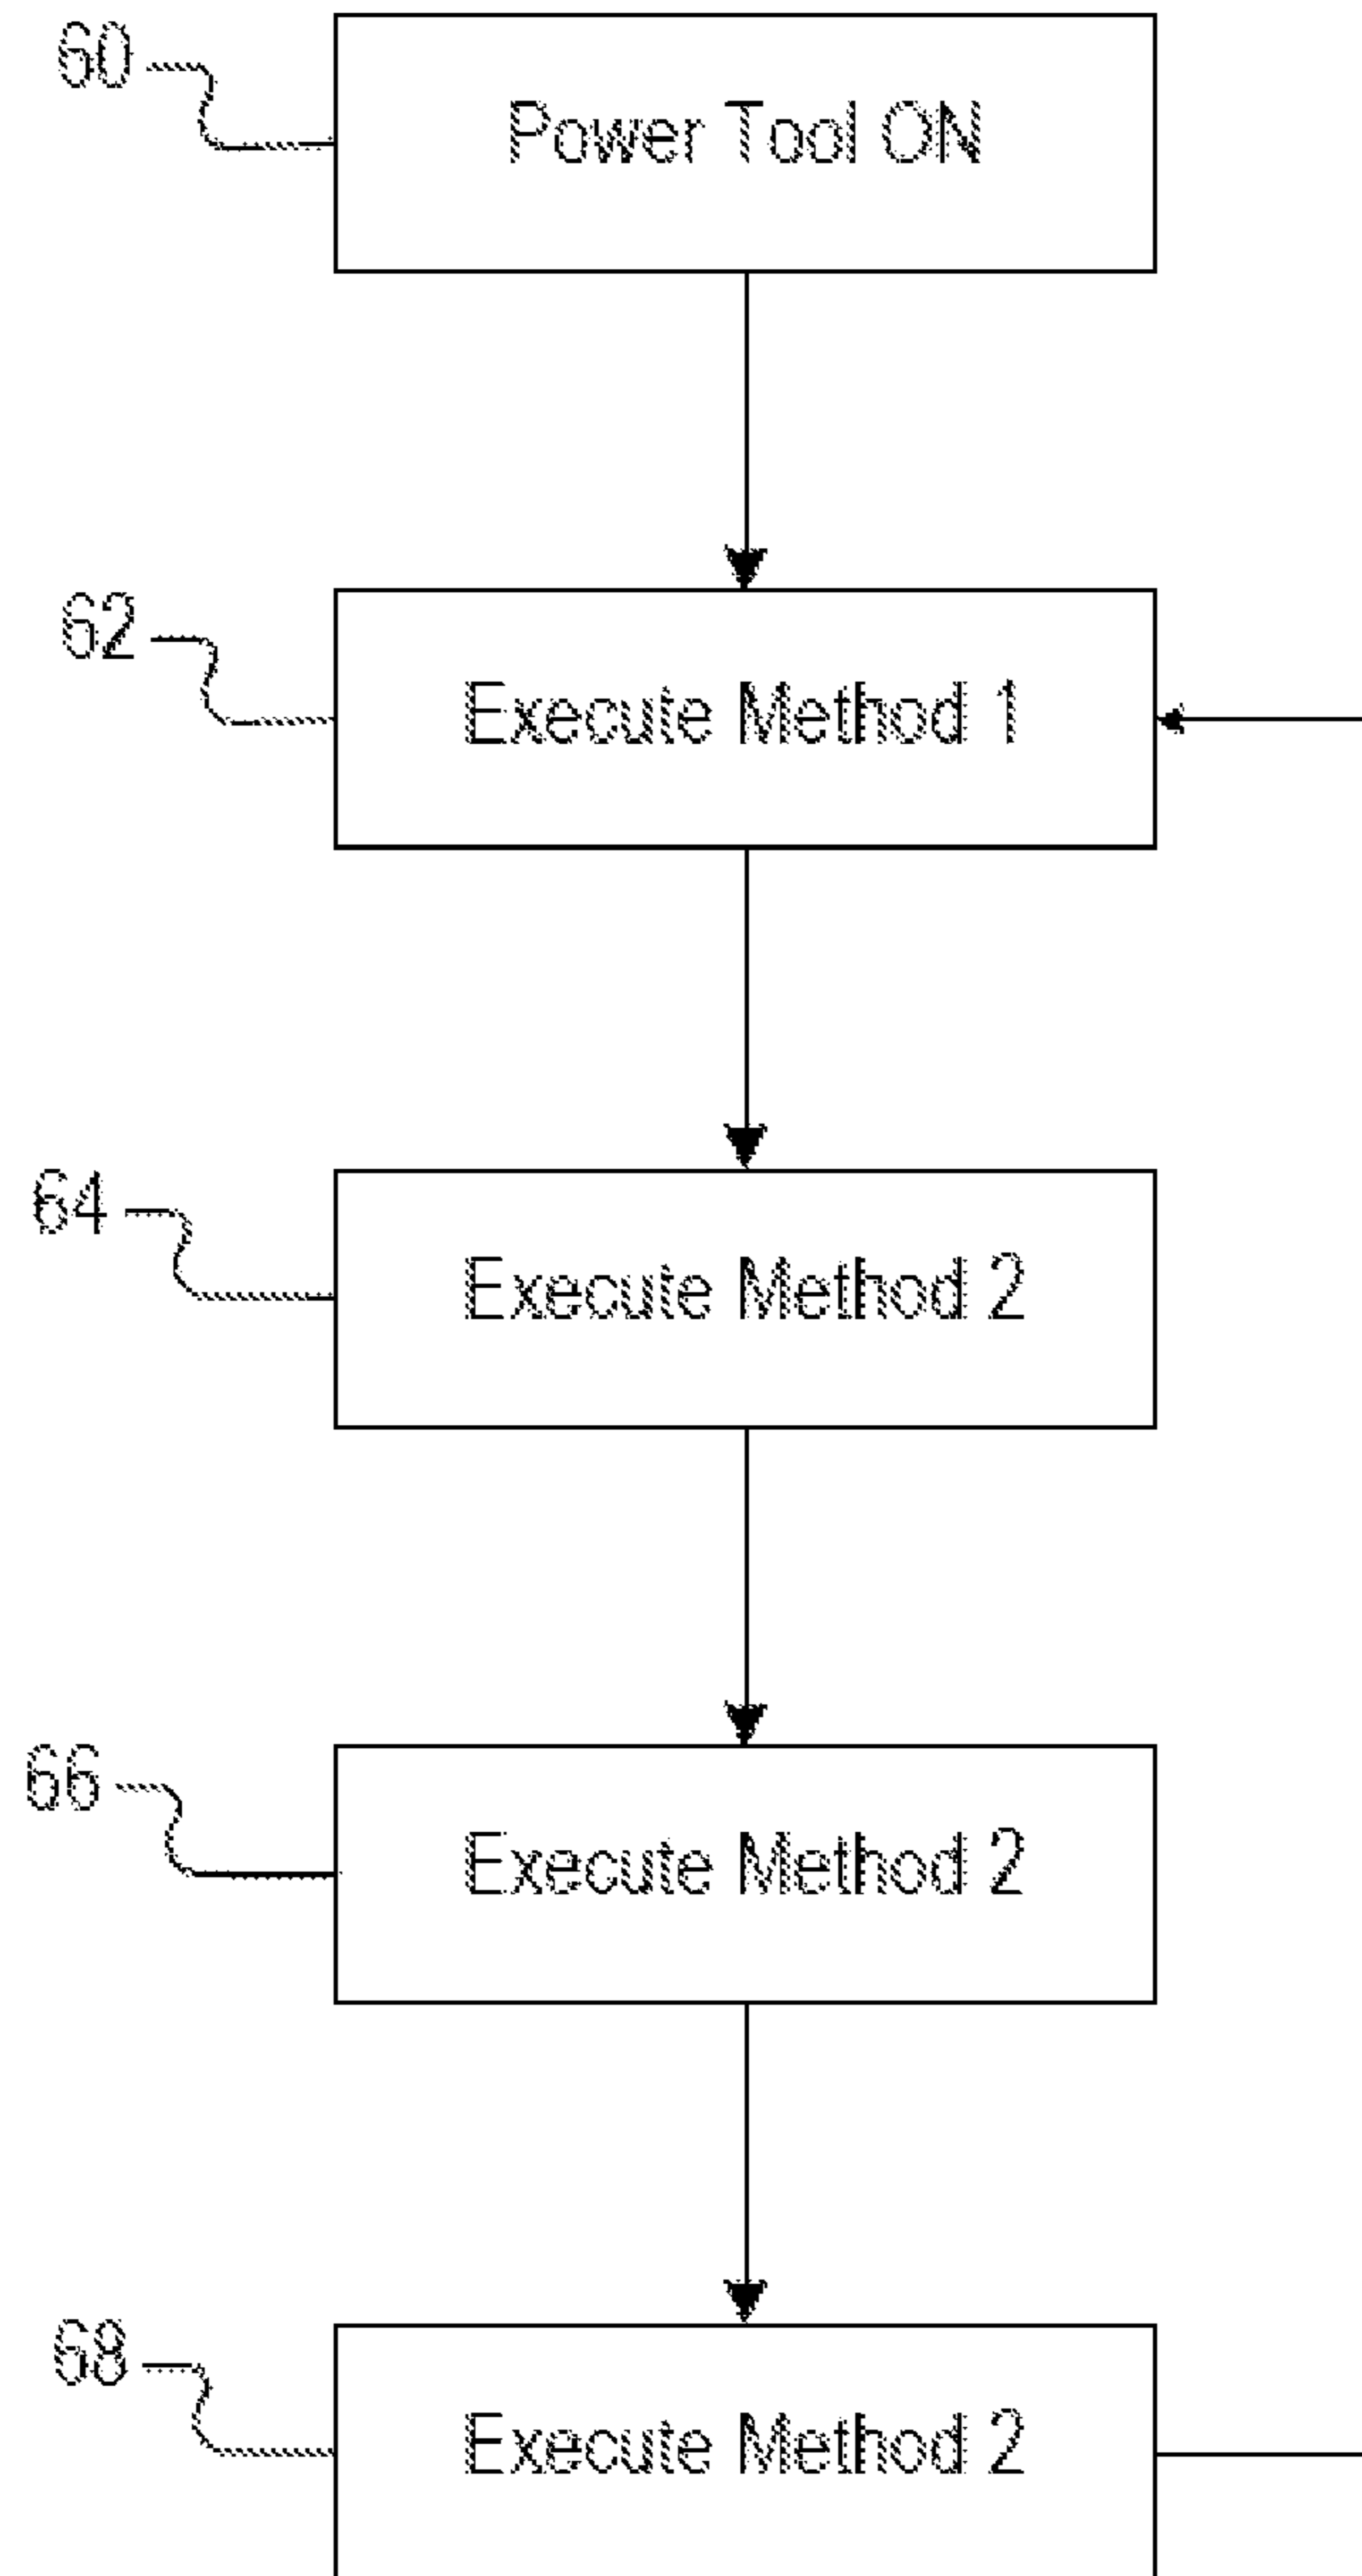 60
Power Tool ON
62
Execute Method 1
64
Execute Method 2
66
Execute Method 2
68
Execute Method 2